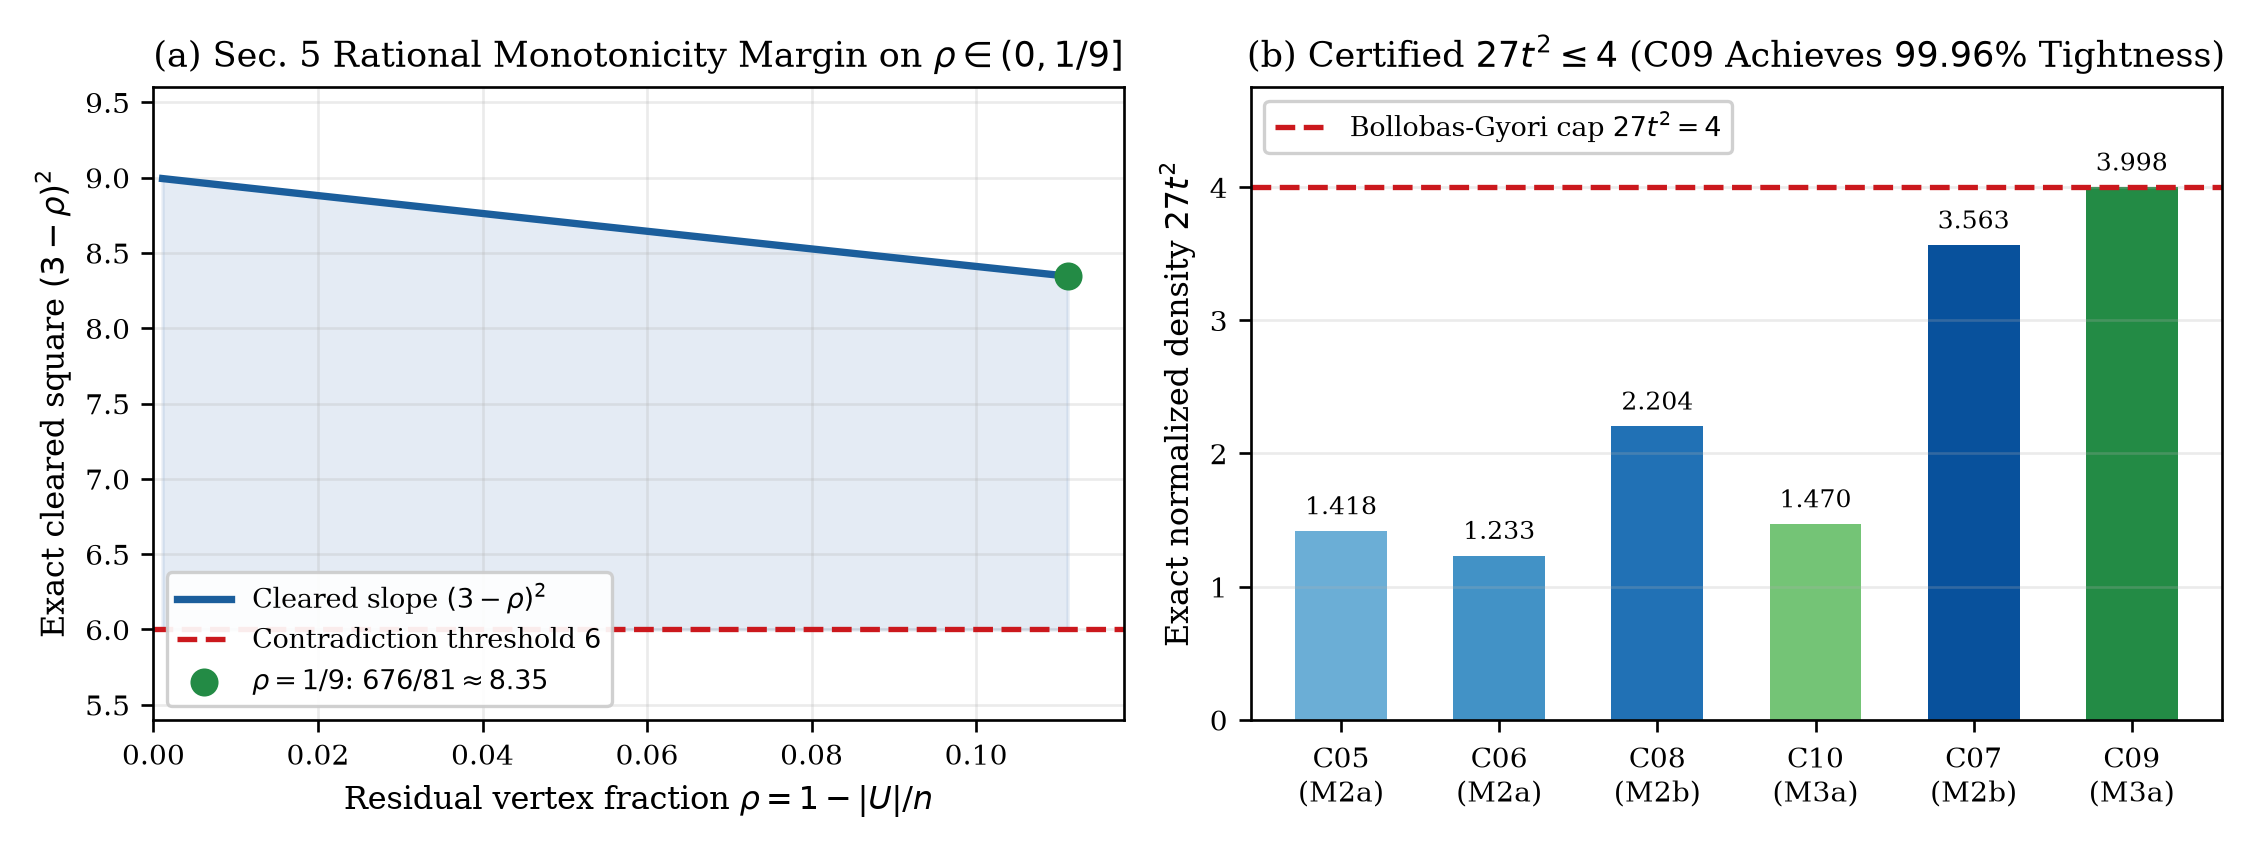 (a) Sec. 5 Rational Monotonicity Margin on ρ ∈ (0, 1/9]
Exact cleared square (3 − ρ)²
9.5
9.0
8.5
8.0
7.5
7.0
6.5
6.0
5.5
Cleared slope (3 − ρ)²
Contradiction threshold 6
ρ = 1/9: 676/81 ≈ 8.35
0.00 0.02 0.04 0.06 0.08 0.10
Residual vertex fraction ρ = 1 − |U|/n
(b) Certified 27t² ≤ 4 (C09 Achieves 99.96% Tightness)
Exact normalized density 27t²
Bollobas-Gyori cap 27t² = 4
4
3
2
1
0
1.418
1.233
2.204
1.470
3.563
3.998
C05 C06 C08 C10 C07 C09
(M2a) (M2a) (M2b) (M3a) (M2b) (M3a)